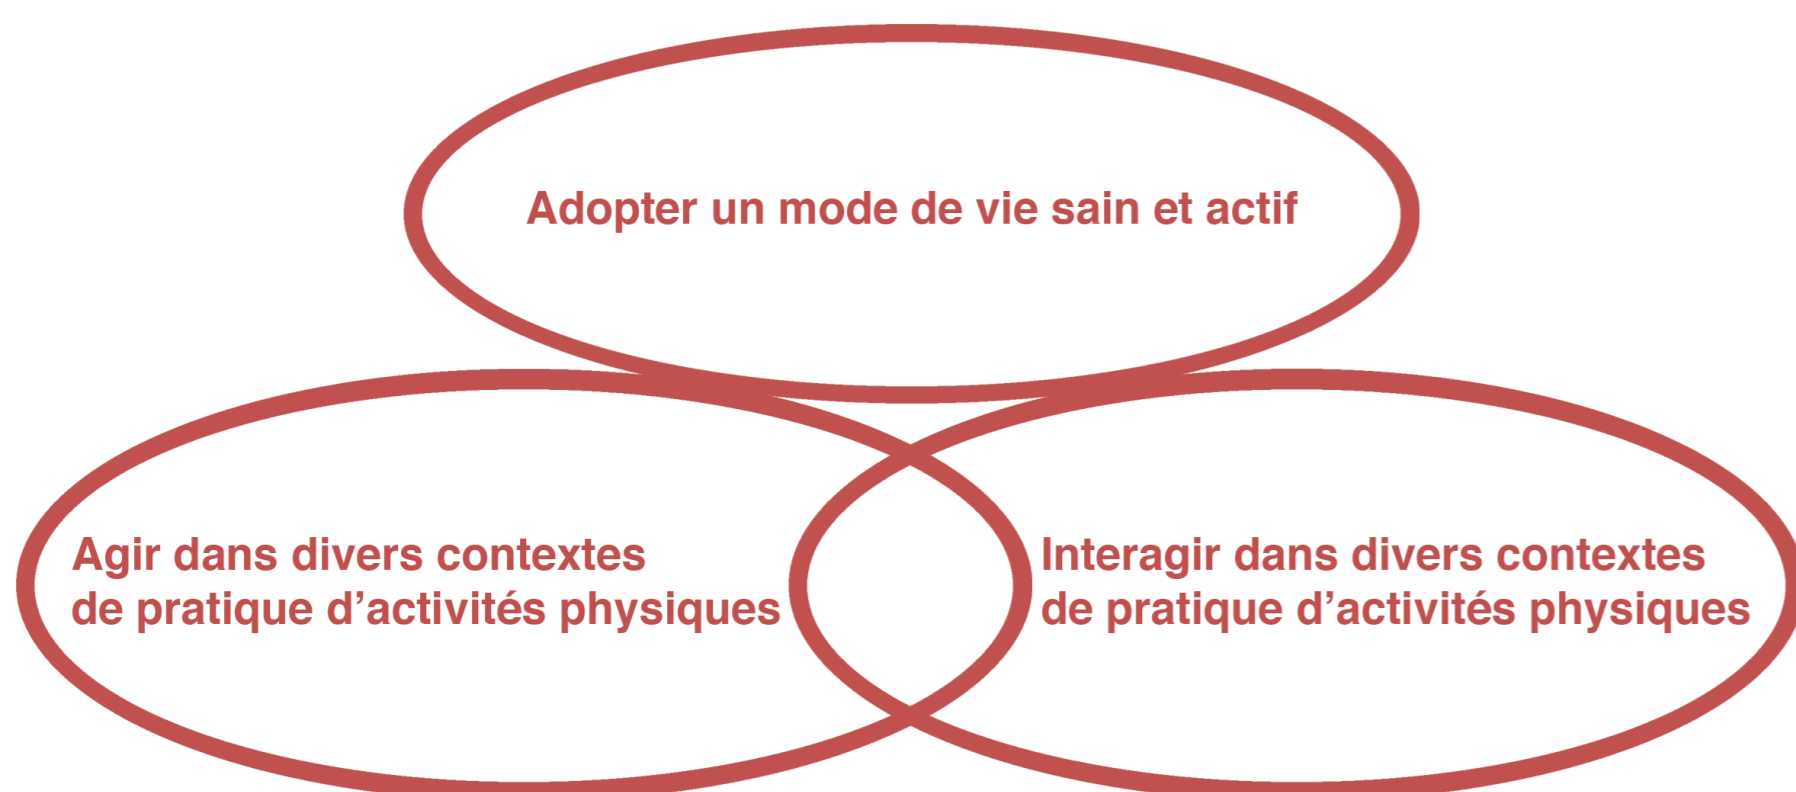 Adopter un mode de vie sain et actif
Agir dans divers contextes
de pratique d’activités physiques
Interagir dans divers contextes
de pratique d’activités physiques